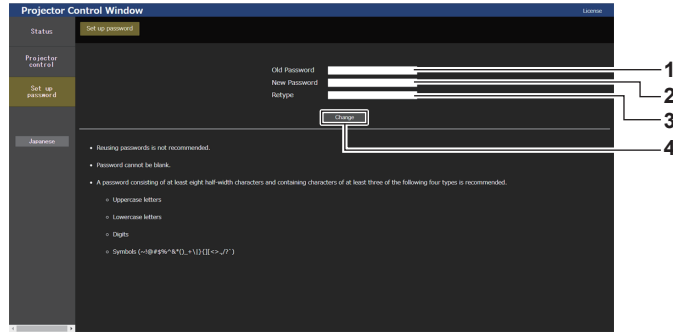 Projector Control Window
License
Status
Set up password
Projector
control
Set up
password
Japanese
Old Password
New Password
Retype
Change
1
2
3
4
• Reusing passwords is not recommended.
• Password cannot be blank.
• A password consisting of at least eight half-width characters and containing characters of at least three of the following four types is recommended.
○ Uppercase letters
○ Lowercase letters
○ Digits
○ Symbols (~!@#$%^&*()_+\|}{][<>.,/?`)